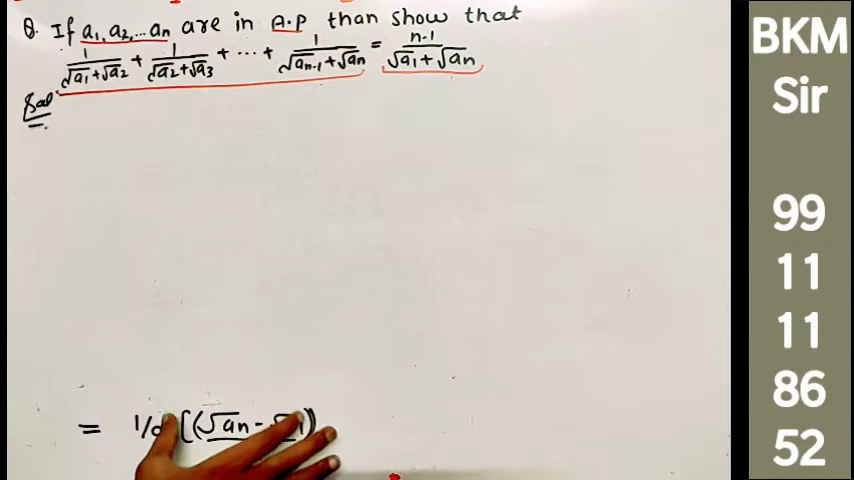 Q. If a₁, a₂,... aₙ are in A.P than show that
1/(√a₁+√a₂) + 1/(√a₂+√a₃) + ... + 1/(√aₙ₋₁+√aₙ) = n-1/(√a₁+√aₙ)
Sol
= 1/d [(√aₙ-√
BKM
Sir
99
11
11
86
52